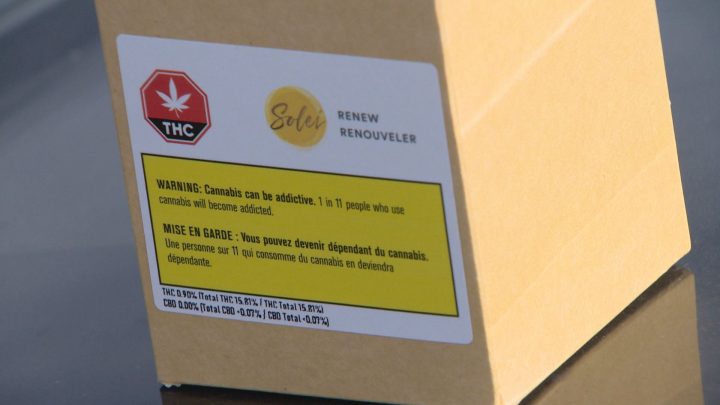 THC
Solei
RENEW
RENOUVELER
WARNING: Cannabis can be addictive. 1 in 11 people who use
cannabis will become addicted.
MISE EN GARDE : Vous pouvez devenir dépendant du cannabis.
Une personne sur 11 qui consomme du cannabis en deviendra
dépendante.
THC 0.90% (Total THC 15.81% / THC Total 15.81%)
CBD 0.00% (Total CBD <0.07% / CBD Total <0.07%)